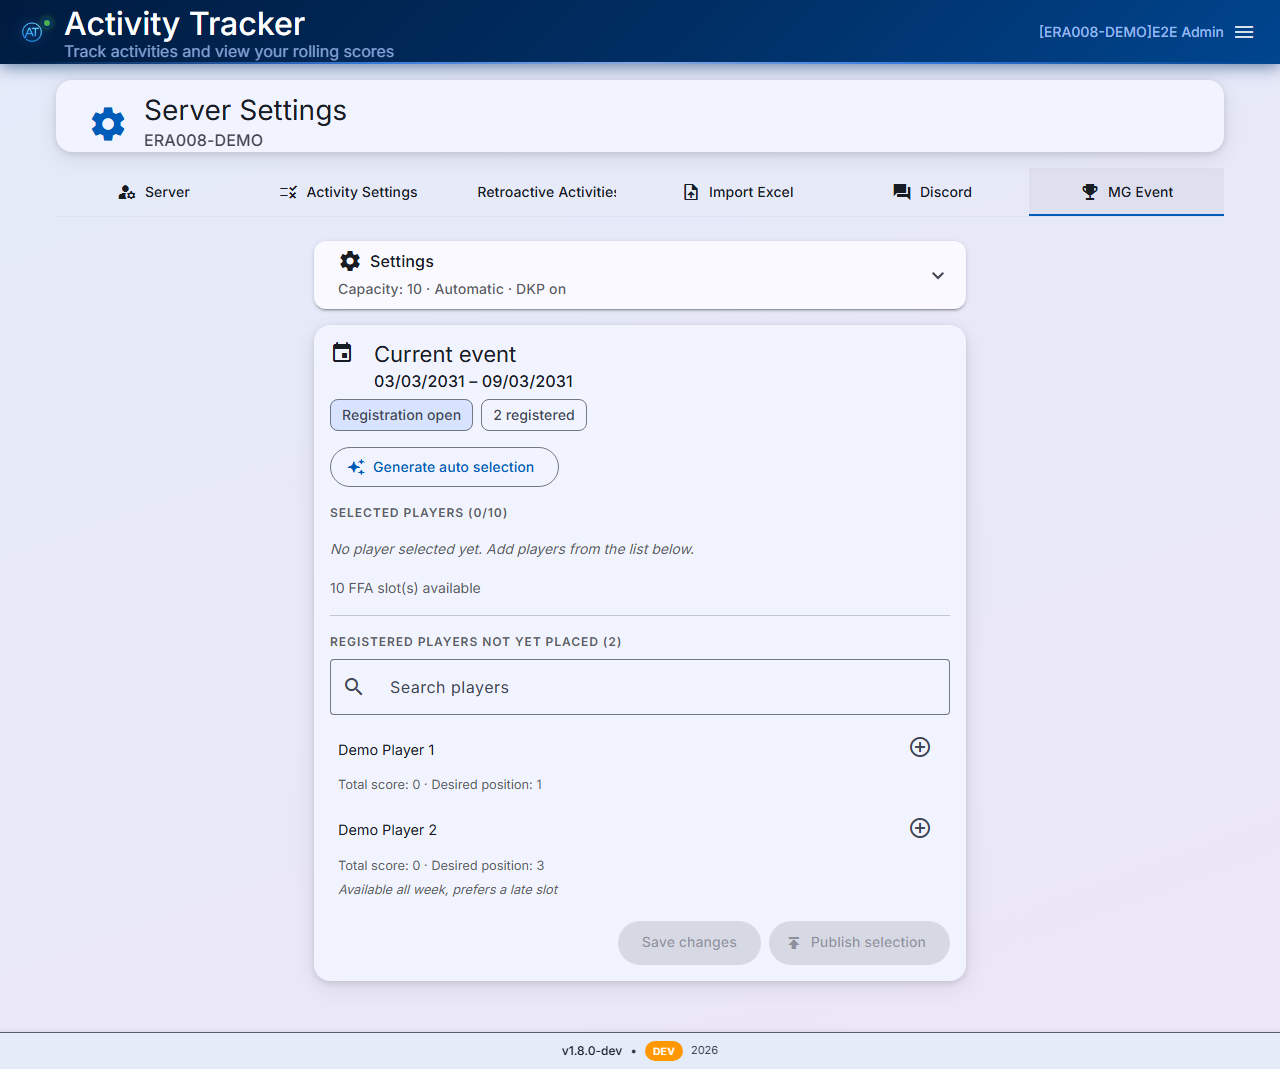 AT
Activity Tracker
Track activities and view your rolling scores
[ERA008-DEMO]E2E Admin
Server Settings
ERA008-DEMO
Server
Activity Settings
Retroactive Activities
Import Excel
Discord
MG Event
Settings
Capacity: 10 · Automatic · DKP on
Current event
03/03/2031 – 09/03/2031
Registration open
2 registered
Generate auto selection
SELECTED PLAYERS (0/10)
No player selected yet. Add players from the list below.
10 FFA slot(s) available
REGISTERED PLAYERS NOT YET PLACED (2)
Search players
Demo Player 1
Total score: 0 · Desired position: 1
Demo Player 2
Total score: 0 · Desired position: 3
Available all week, prefers a late slot
Save changes
Publish selection
v1.8.0-dev • DEV 2026